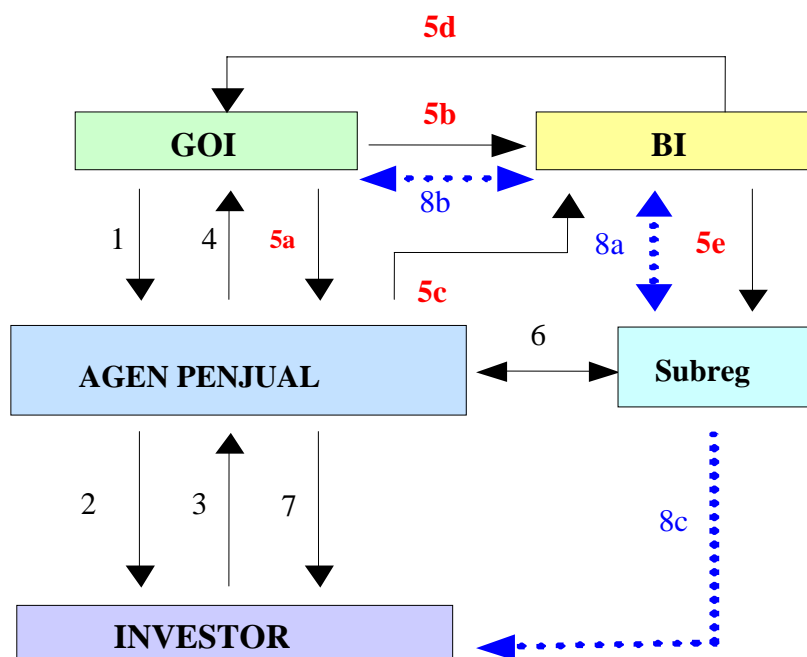 5d
GOI
5b
BI
8b
1
4
5a
8a
5e
5c
6
AGEN PENJUAL
Subreg
2
3
7
8c
INVESTOR